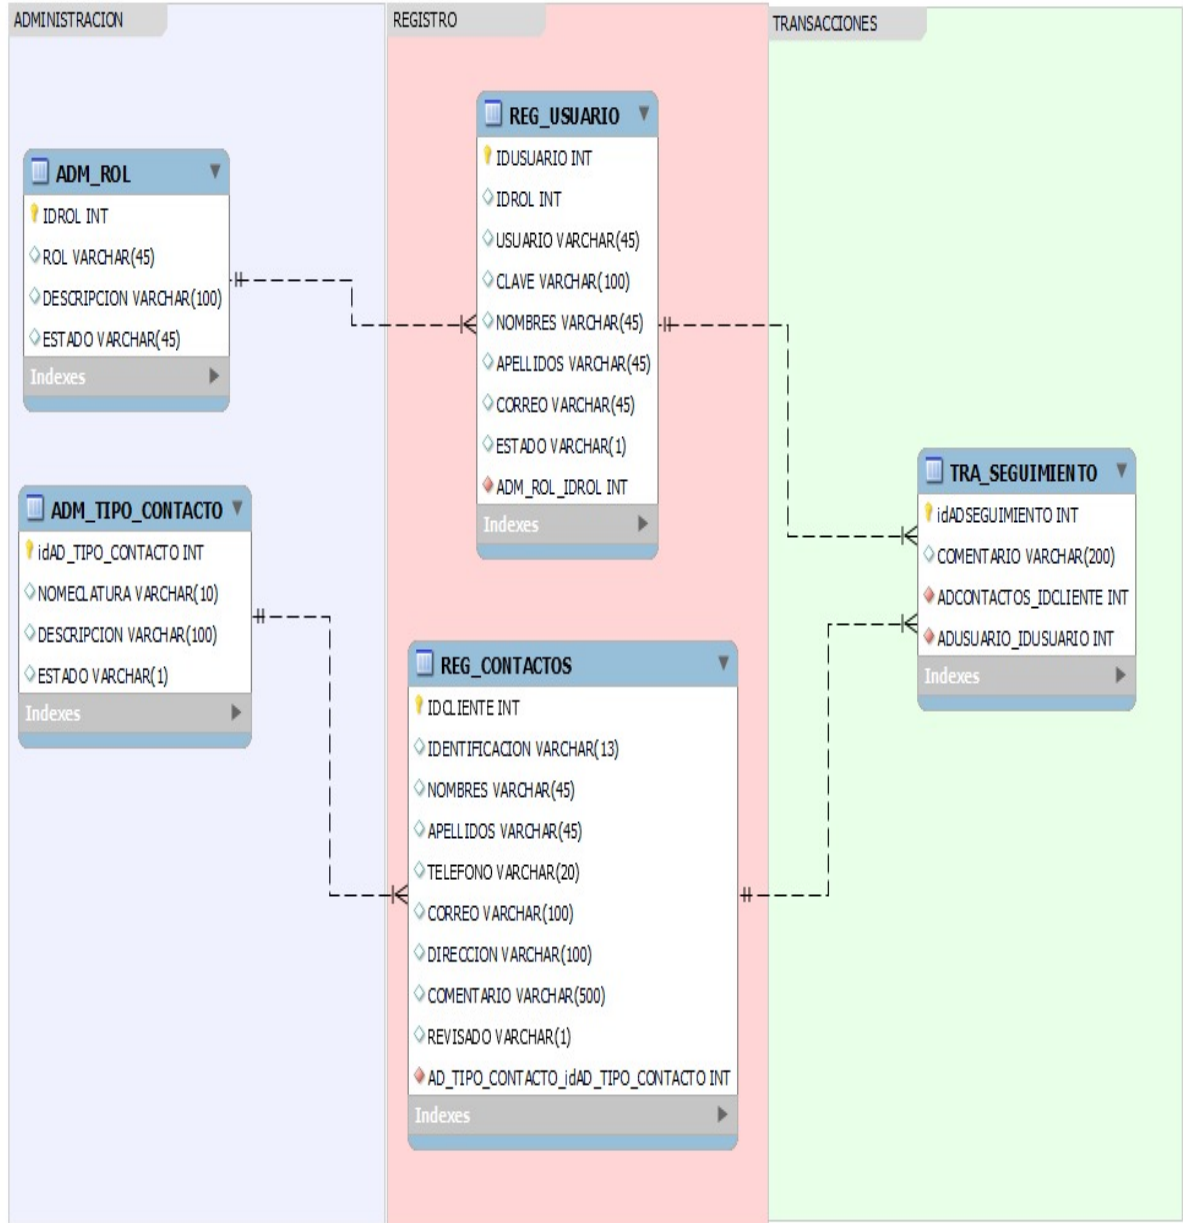 ADMINISTRACION
ADM_ROL
IDROL INT
ROL VARCHAR(45)
DESCRIPCION VARCHAR(100)
ESTADO VARCHAR(45)
Indexes
ADM_TIPO_CONTACTO
idAD_TIPO_CONTACTO INT
NOMECLATURA VARCHAR(10)
DESCRIPCION VARCHAR(100)
ESTADO VARCHAR(1)
Indexes
REGISTRO
REG_USUARIO
IDUSUARIO INT
IDROL INT
USUARIO VARCHAR(45)
CLAVE VARCHAR(100)
NOMBRES VARCHAR(45)
APELLIDOS VARCHAR(45)
CORREO VARCHAR(45)
ESTADO VARCHAR(1)
ADM_ROL_IDROL INT
Indexes
REG_CONTACTOS
IDCLIENTE INT
IDENTIFICACION VARCHAR(13)
NOMBRES VARCHAR(45)
APELLIDOS VARCHAR(45)
TELEFONO VARCHAR(20)
CORREO VARCHAR(100)
DIRECCION VARCHAR(100)
COMENTARIO VARCHAR(500)
REVISADO VARCHAR(1)
AD_TIPO_CONTACTO_idAD_TIPO_CONTACTO INT
Indexes
TRANSACCIONES
TRA_SEGUIMIENTO
idADSEGUIMIENTO INT
COMENTARIO VARCHAR(200)
ADCONTACTOS_IDCLIENTE INT
ADUSUARIO_IDUSUARIO INT
Indexes